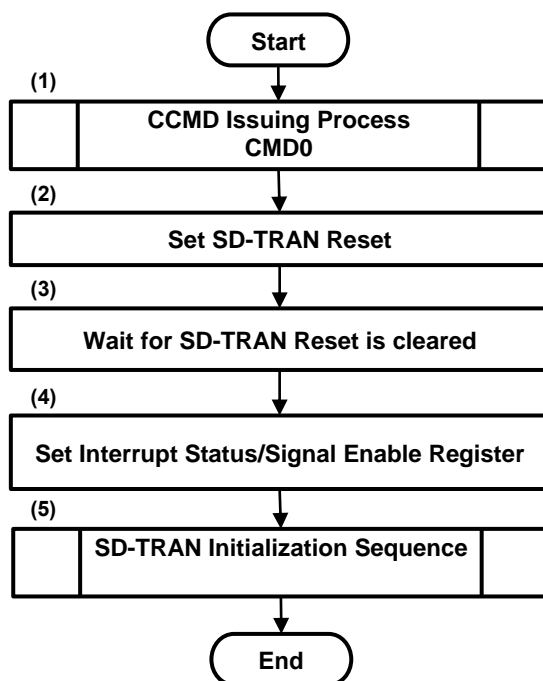 Start
(1)
CCMD Issuing Process
CMD0
(2)
Set SD-TRAN Reset
(3)
Wait for SD-TRAN Reset is cleared
(4)
Set Interrupt Status/Signal Enable Register
(5)
SD-TRAN Initialization Sequence
End